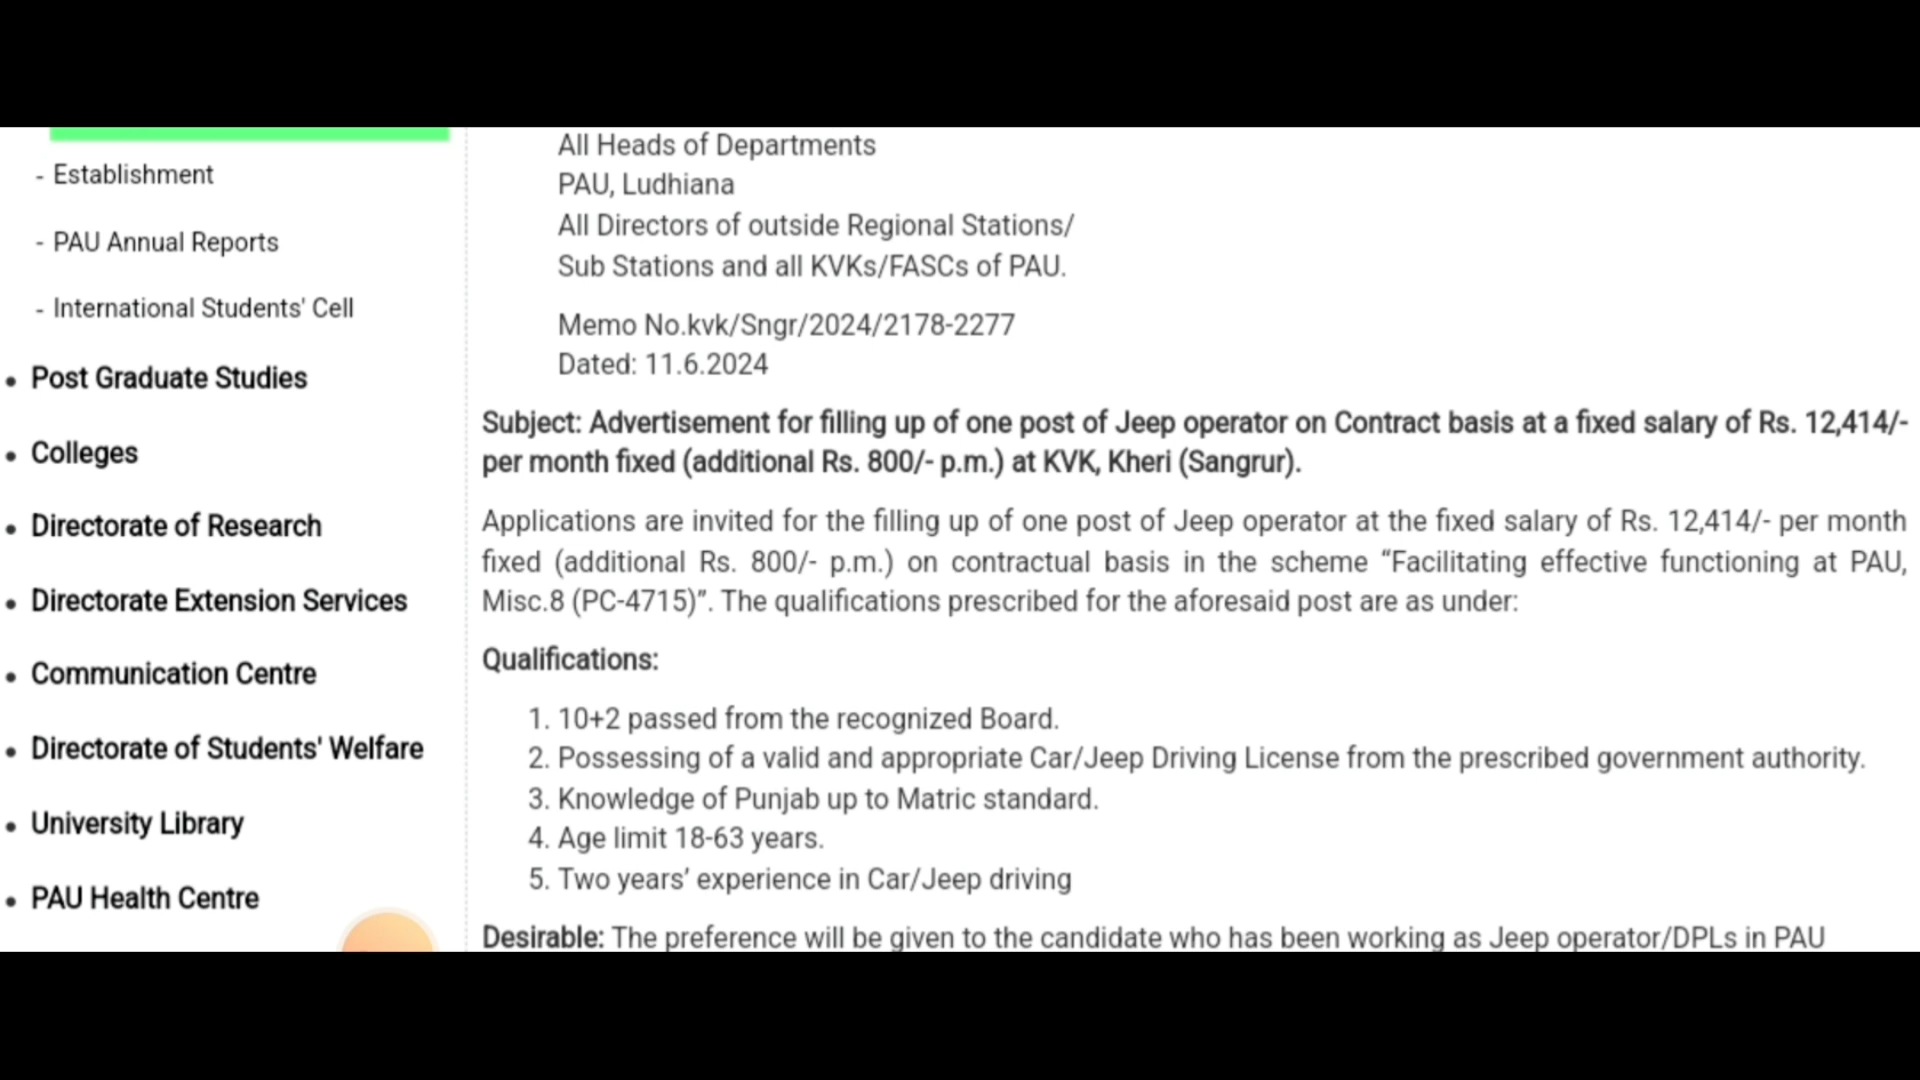 - Establishment
- PAU Annual Reports
- International Students' Cell
• Post Graduate Studies
• Colleges
• Directorate of Research
• Directorate Extension Services
• Communication Centre
• Directorate of Students' Welfare
• University Library
• PAU Health Centre
All Heads of Departments
PAU, Ludhiana
All Directors of outside Regional Stations/
Sub Stations and all KVKs/FASCs of PAU.
Memo No.kvk/Sngr/2024/2178-2277
Dated: 11.6.2024
Subject: Advertisement for filling up of one post of Jeep operator on Contract basis at a fixed salary of Rs. 12,414/-
per month fixed (additional Rs. 800/- p.m.) at KVK, Kheri (Sangrur).
Applications are invited for the filling up of one post of Jeep operator at the fixed salary of Rs. 12,414/- per month
fixed (additional Rs. 800/- p.m.) on contractual basis in the scheme “Facilitating effective functioning at PAU,
Misc.8 (PC-4715)”. The qualifications prescribed for the aforesaid post are as under:
Qualifications:
1. 10+2 passed from the recognized Board.
2. Possessing of a valid and appropriate Car/Jeep Driving License from the prescribed government authority.
3. Knowledge of Punjab up to Matric standard.
4. Age limit 18-63 years.
5. Two years’ experience in Car/Jeep driving
Desirable: The preference will be given to the candidate who has been working as Jeep operator/DPLs in PAU